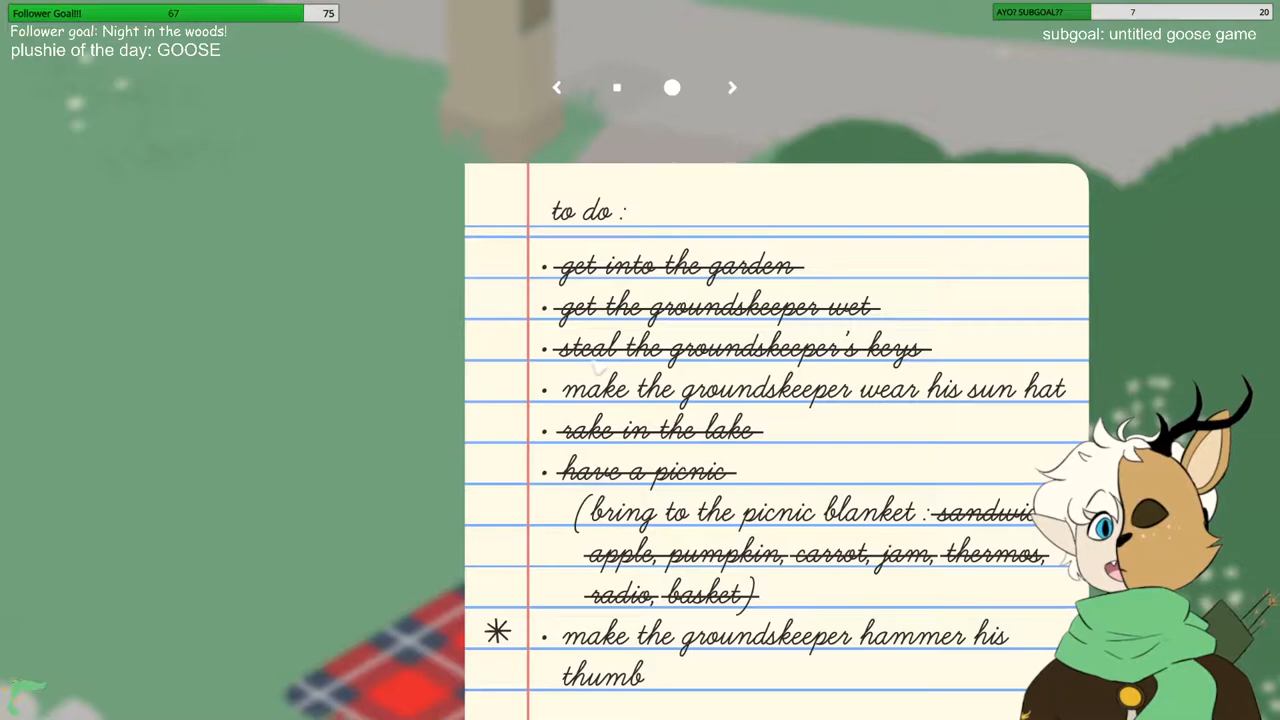 Follower Goal!!! 67 75
AYO? SUBGOAL?? 7 20
Follower goal: Night in the woods!
subgoal: untitled goose game
plushie of the day: GOOSE
to do :
• get into the garden
• get the groundskeeper wet
• steal the groundskeeper's keys
• make the groundskeeper wear his sun hat
• rake in the lake
• have a picnic
(bring to the picnic blanket :
apple, pumpkin, carrot, jam, thermos,
radio, basket)
• make the groundskeeper hammer his
thumb